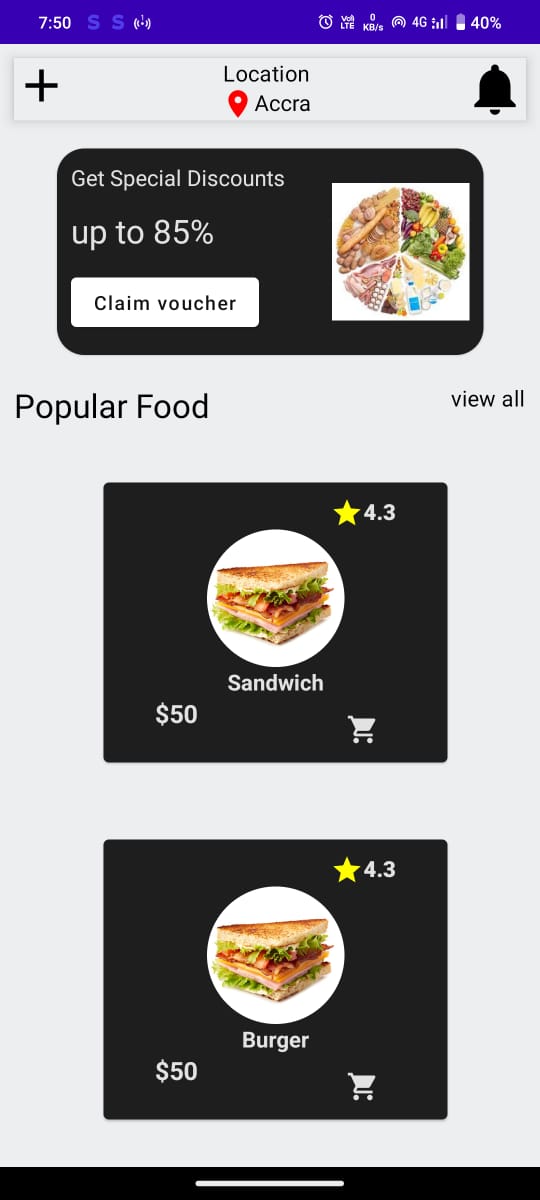 7:50 S S
Vo) LTE 0 KB/s 4G 40%
Location
Accra
Get Special Discounts
up to 85%
Claim voucher
Popular Food
view all
4.3
Sandwich
$50
4.3
Burger
$50